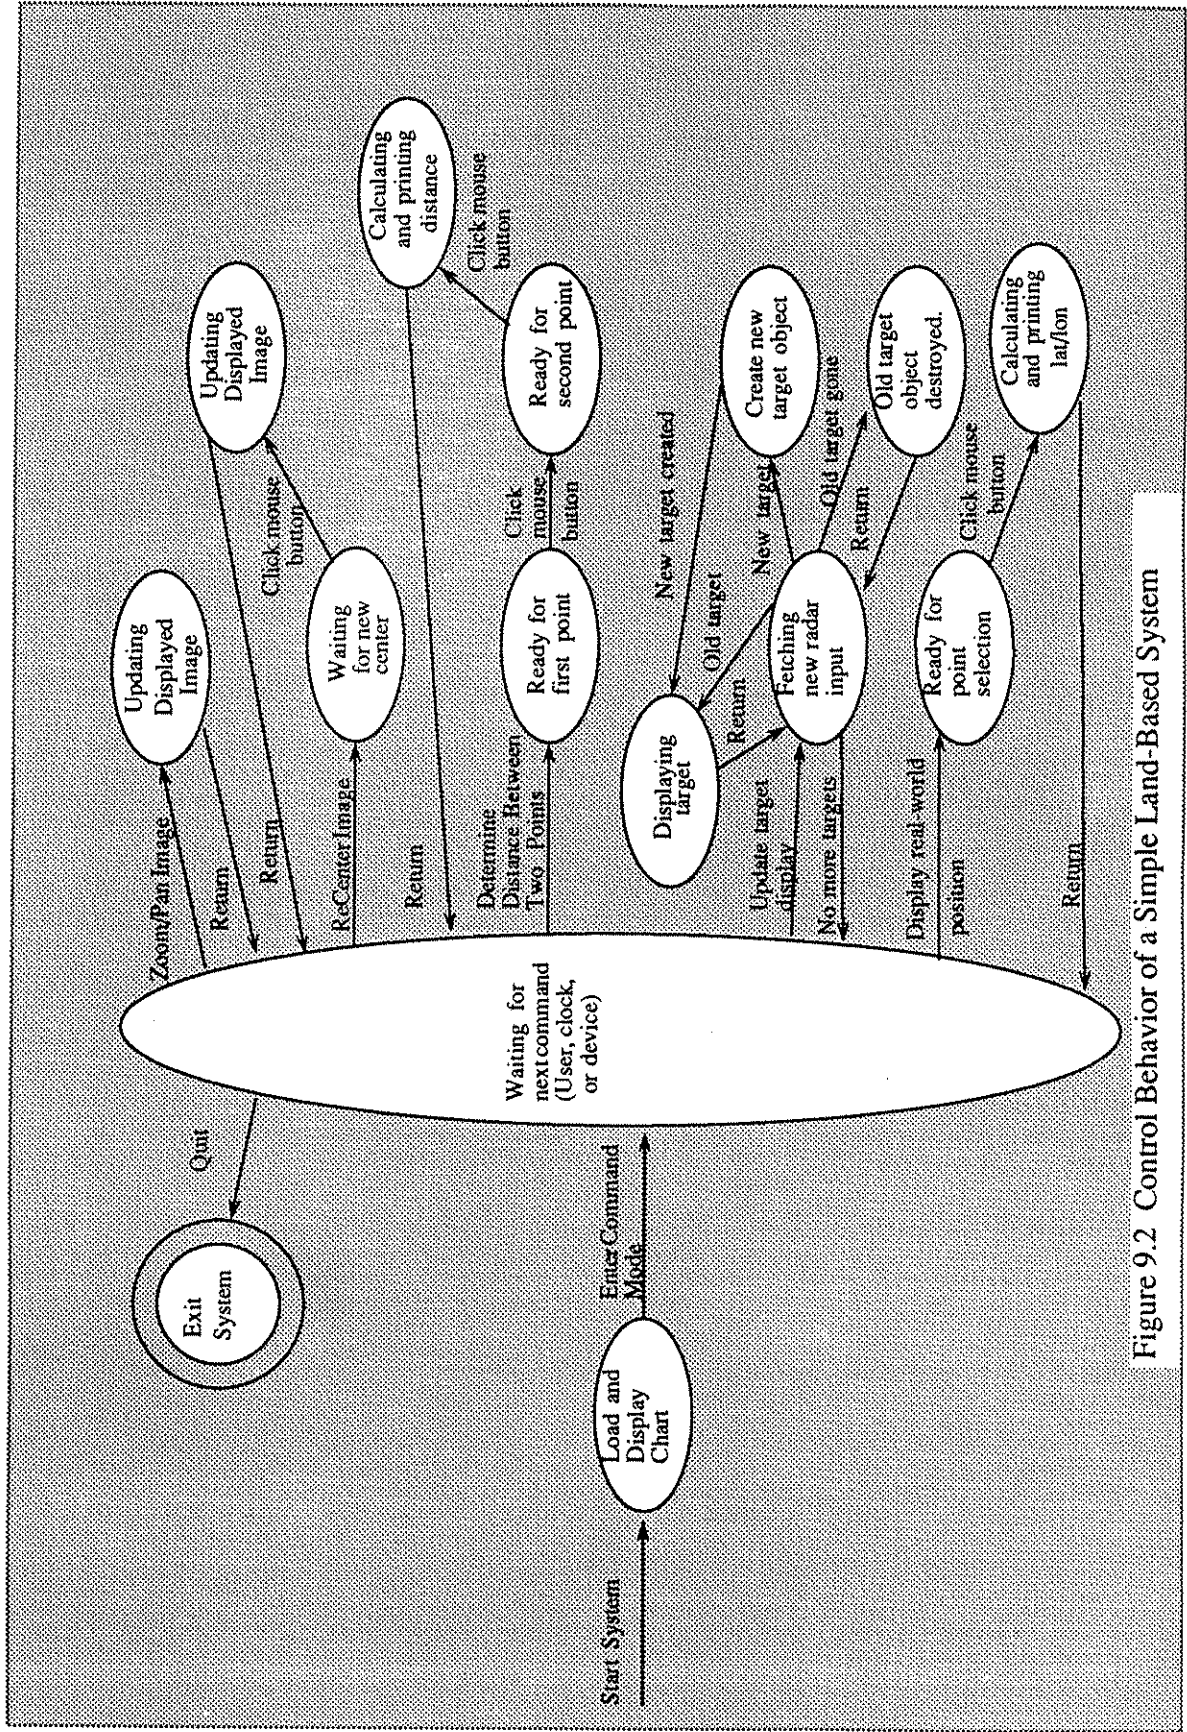 Start System
Load and
Display
Chart
Enter Command
Mode
Exit
System
Quit
Waiting for
next command
(User, clock,
or device)
Zoom/Pan Image
Return
Updating
Displayed
Image
Return
ReCenter Image
Waiting
for new
center
Click mouse
button
Updating
Displayed
Image
Return
Determine
Distance Between
Two Points
Ready for
first point
Click
mouse
button
Ready for
second point
Click mouse
button
Calculating
and printing
distance
Update target
display
No more targets
Displaying
target
Return
Old target
New target created
Fetching
new radar
input
New target
Old target gone
Return
Create new
target object
Old target
object
destroyed.
Display real-world
position
Ready for
point
selection
Click mouse
button
Calculating
and printing
lat/lon
Return
Figure 9.2 Control Behavior of a Simple Land-Based System